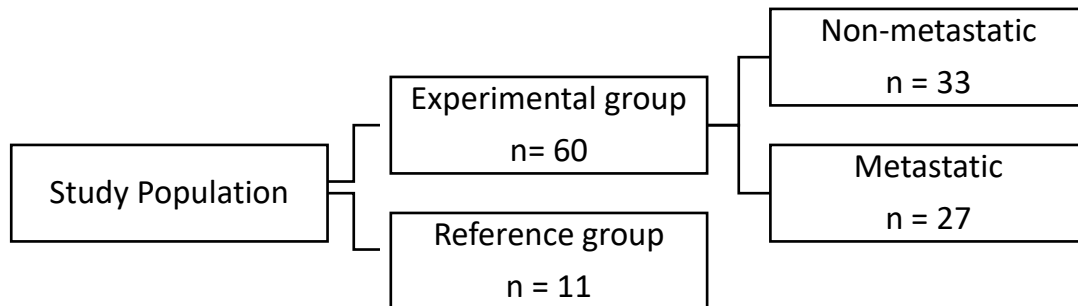 Study Population
Experimental group
n= 60
Reference group
n = 11
Non-metastatic
n = 33
Metastatic
n = 27